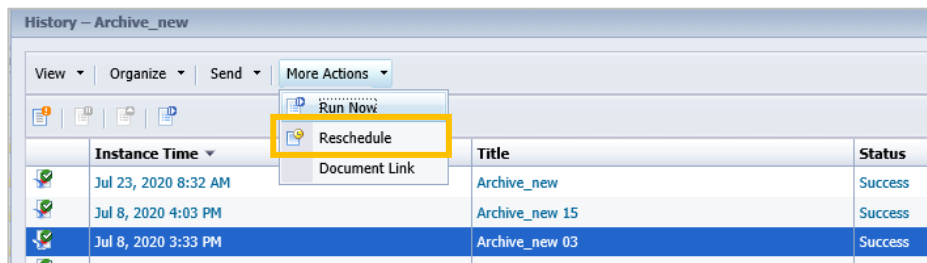 History – Archive_new
View Organize Send More Actions
Run Now
Reschedule
Document Link
Instance Time Title Status
Jul 23, 2020 8:32 AM Archive_new Success
Jul 8, 2020 4:03 PM Archive_new 15 Success
Jul 8, 2020 3:33 PM Archive_new 03 Success